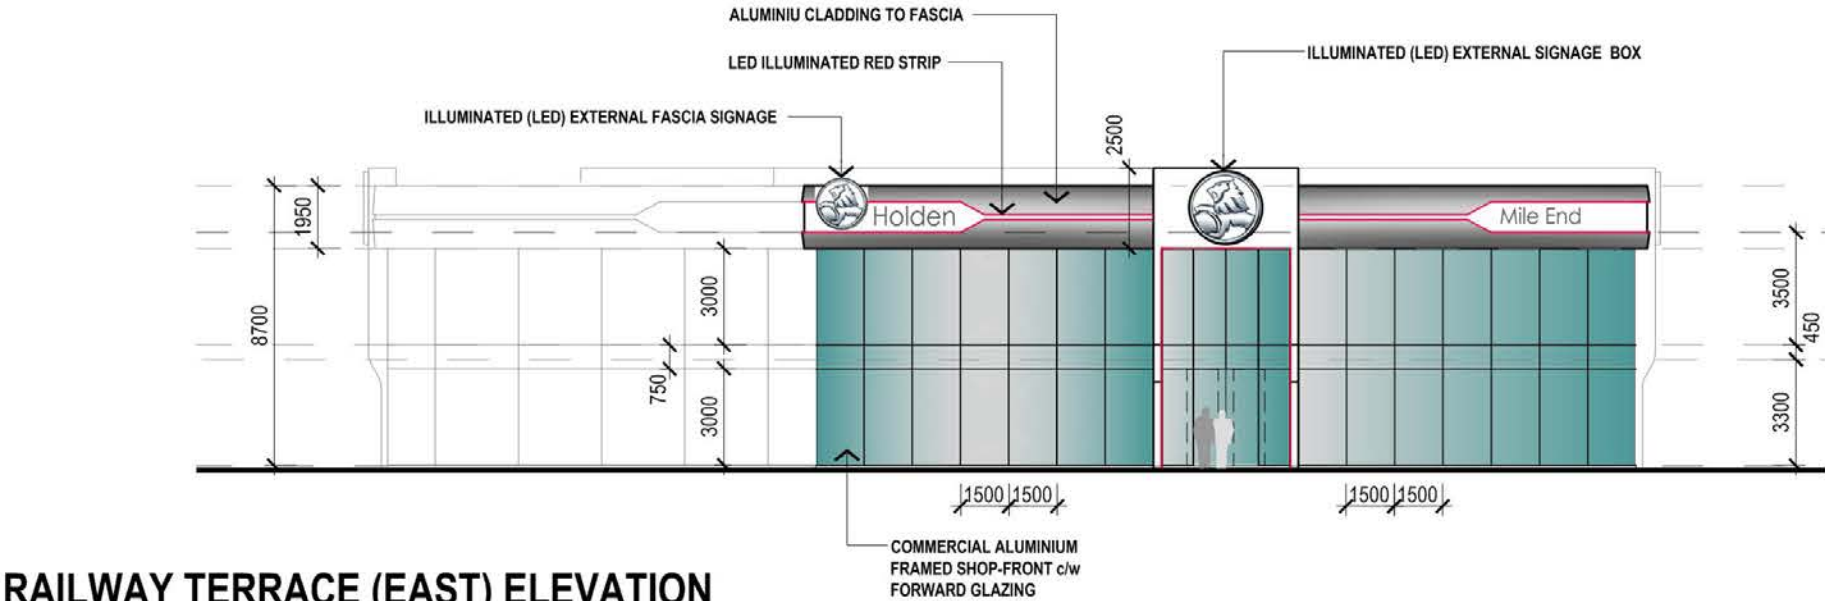 ALUMINIU CLADDING TO FASCIA
LED ILLUMINATED RED STRIP
ILLUMINATED (LED) EXTERNAL SIGNAGE BOX
ILLUMINATED (LED) EXTERNAL FASCIA SIGNAGE
2500
1950
Holden
Mile End
8700
3000
3500
450
750
3000
3300
1500 1500
1500 1500
COMMERCIAL ALUMINIUM
FRAMED SHOP-FRONT c/w
FORWARD GLAZING
RAILWAY TERRACE (EAST) ELEVATION